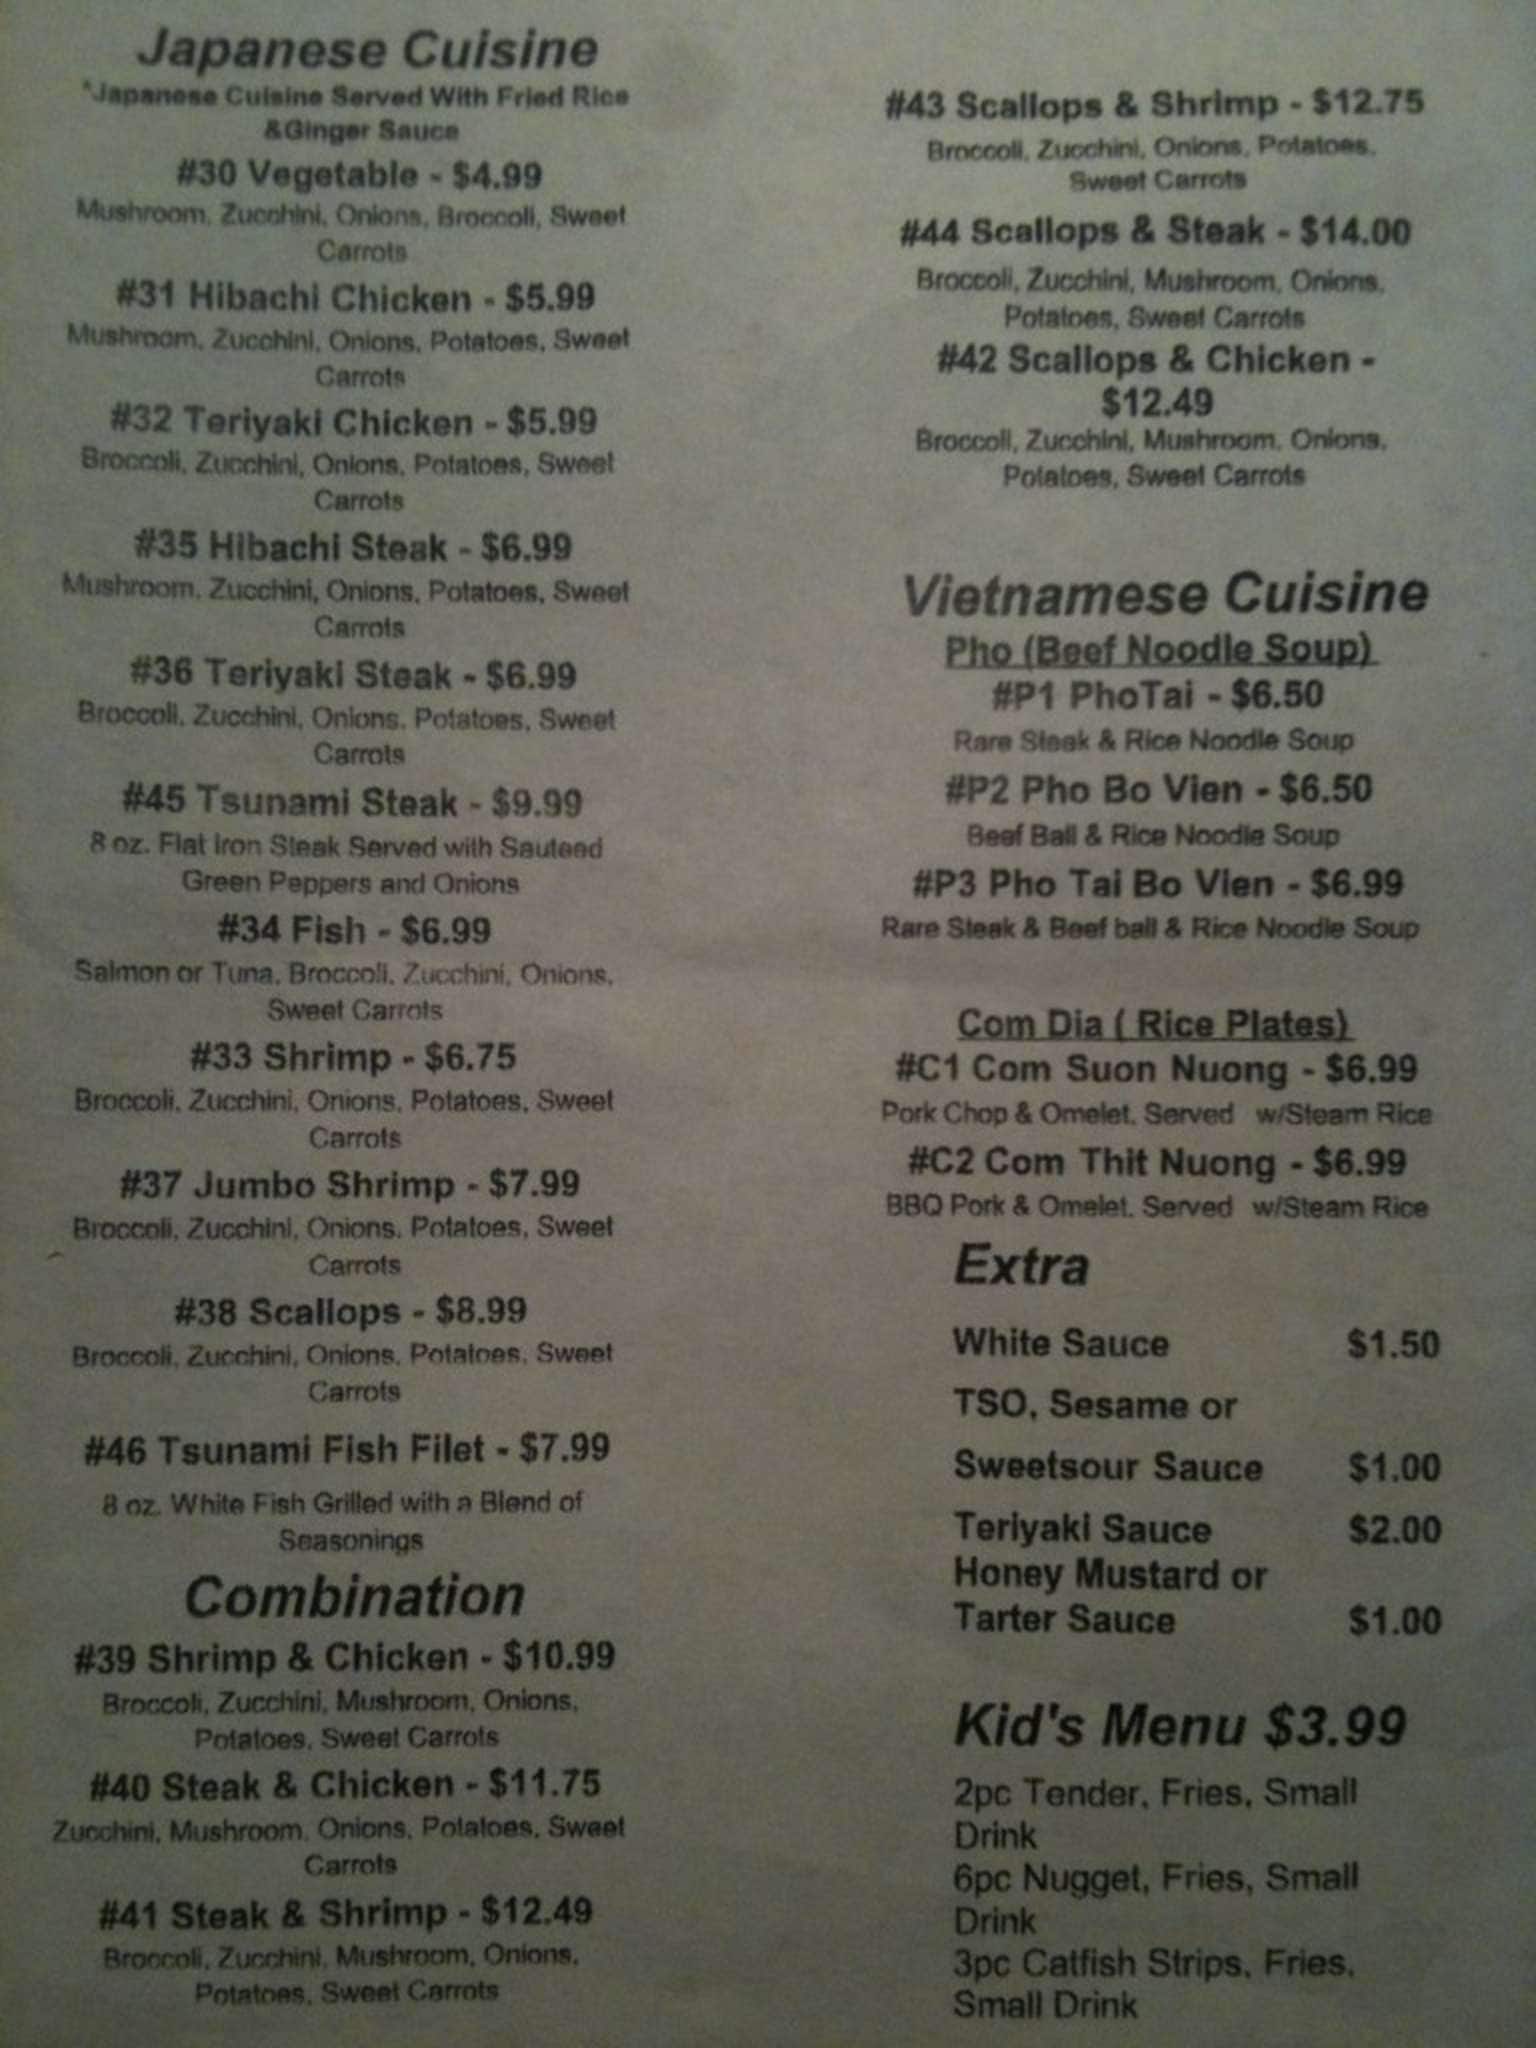 Japanese Cuisine
*Japanese Cuisine Served With Fried Rice
&Ginger Sauce
#30 Vegetable - $4.99
Mushroom, Zucchini, Onions, Broccoli, Sweet
Carrots
#31 Hibachi Chicken - $5.99
Mushroom, Zucchini, Onions, Potatoes, Sweet
Carrots
#32 Teriyaki Chicken - $5.99
Broccoli, Zucchini, Onions, Potatoes, Sweet
Carrots
#35 Hibachi Steak - $6.99
Mushroom, Zucchini, Onions, Potatoes, Sweet
Carrots
#36 Teriyaki Steak - $6.99
Broccoli, Zucchini, Onions, Potatoes, Sweet
Carrots
#45 Tsunami Steak - $9.99
8 oz. Flat Iron Steak Served with Sauteed
Green Peppers and Onions
#34 Fish - $6.99
Salmon or Tuna, Broccoli, Zucchini, Onions,
Sweet Carrots
#33 Shrimp - $6.75
Broccoli, Zucchini, Onions, Potatoes, Sweet
Carrots
#37 Jumbo Shrimp - $7.99
Broccoli, Zucchini, Onions, Potatoes, Sweet
Carrots
#38 Scallops - $8.99
Broccoli, Zucchini, Onions, Potatoes, Sweet
Carrots
#46 Tsunami Fish Filet - $7.99
8 oz. White Fish Grilled with a Blend of
Seasonings
Combination
#39 Shrimp & Chicken - $10.99
Broccoli, Zucchini, Mushroom, Onions,
Potatoes, Sweet Carrots
#40 Steak & Chicken - $11.75
Zucchini, Mushroom, Onions, Potatoes, Sweet
Carrots
#41 Steak & Shrimp - $12.49
Broccoli, Zucchini, Mushroom, Onions,
Potatoes, Sweet Carrots
#43 Scallops & Shrimp - $12.75
Broccoli, Zucchini, Onions, Potatoes,
Sweet Carrots
#44 Scallops & Steak - $14.00
Broccoli, Zucchini, Mushroom, Onions,
Potatoes, Sweet Carrots
#42 Scallops & Chicken -
$12.49
Broccoli, Zucchini, Mushroom, Onions,
Potatoes, Sweet Carrots
Vietnamese Cuisine
Pho (Beef Noodle Soup)
#P1 PhoTai - $6.50
Rare Steak & Rice Noodle Soup
#P2 Pho Bo Vien - $6.50
Beef Ball & Rice Noodle Soup
#P3 Pho Tai Bo Vien - $6.99
Rare Steak & Beef ball & Rice Noodle Soup
Com Dia ( Rice Plates)
#C1 Com Suon Nuong - $6.99
Pork Chop & Omelet, Served w/Steam Rice
#C2 Com Thit Nuong - $6.99
BBQ Pork & Omelet, Served w/Steam Rice
Extra
White Sauce $1.50
TSO, Sesame or
Sweetsour Sauce $1.00
Teriyaki Sauce $2.00
Honey Mustard or
Tarter Sauce $1.00
Kid's Menu $3.99
2pc Tender, Fries, Small
Drink
6pc Nugget, Fries, Small
Drink
3pc Catfish Strips, Fries,
Small Drink